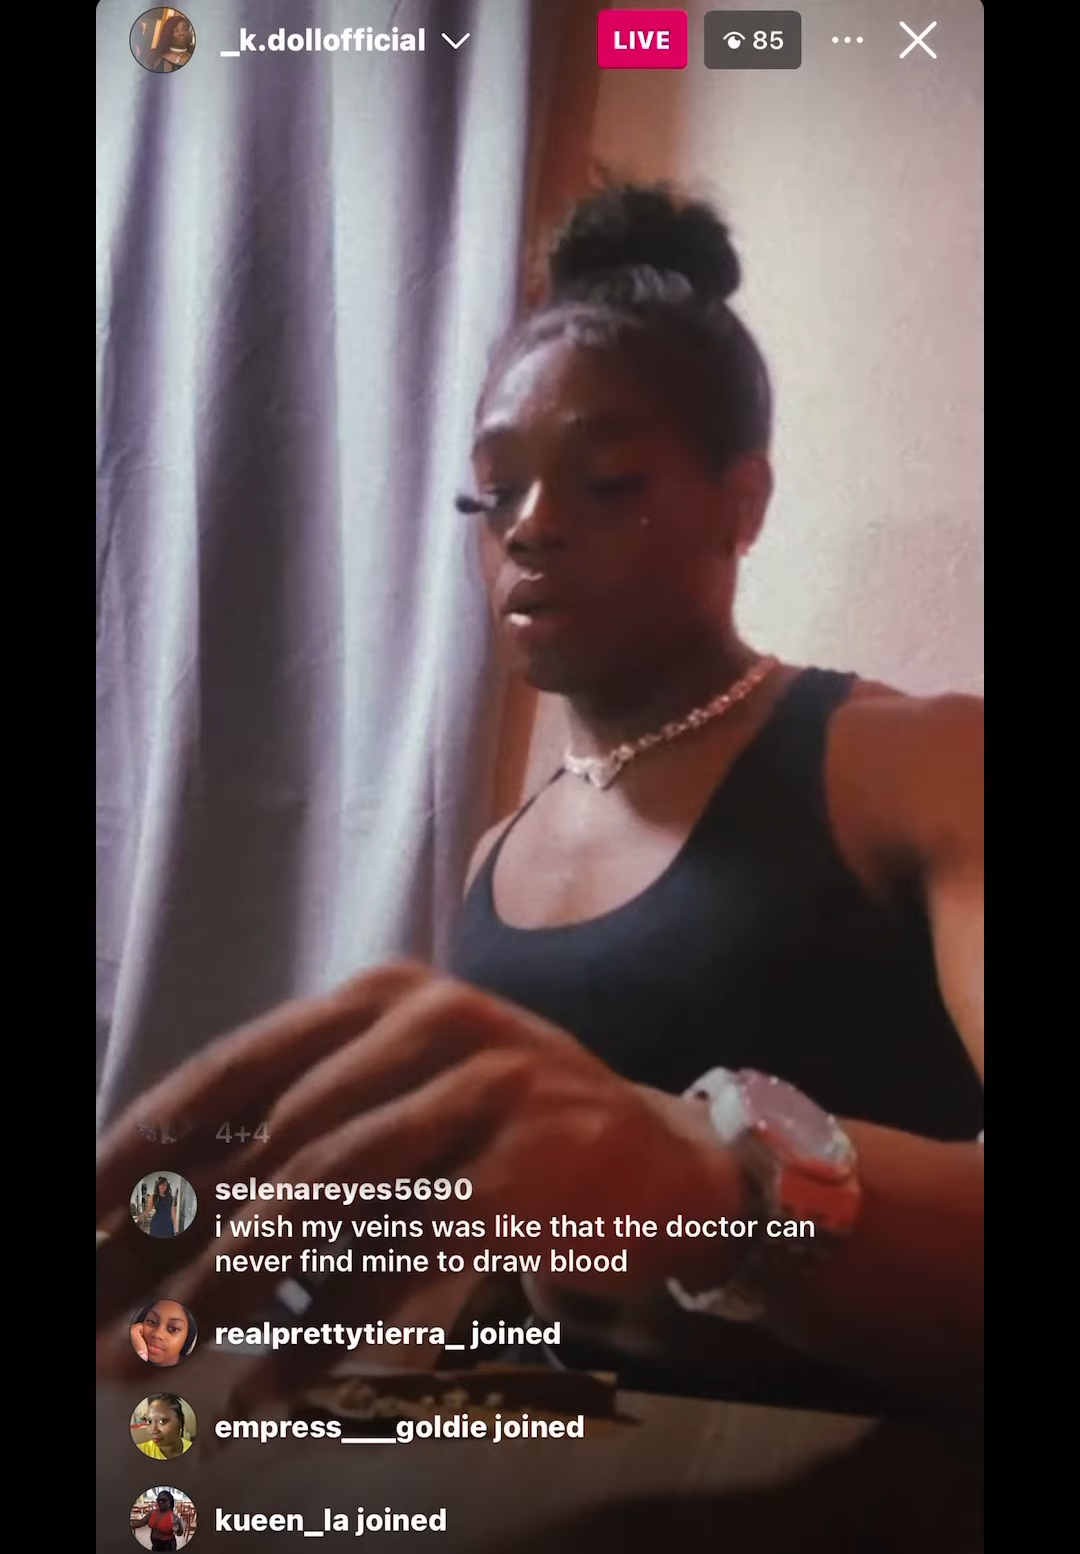 _k.dollofficial
LIVE
85
4+4
selenareyes5690
i wish my veins was like that the doctor can
never find mine to draw blood
realprettytierra_ joined
empress___goldie joined
kueen_la joined